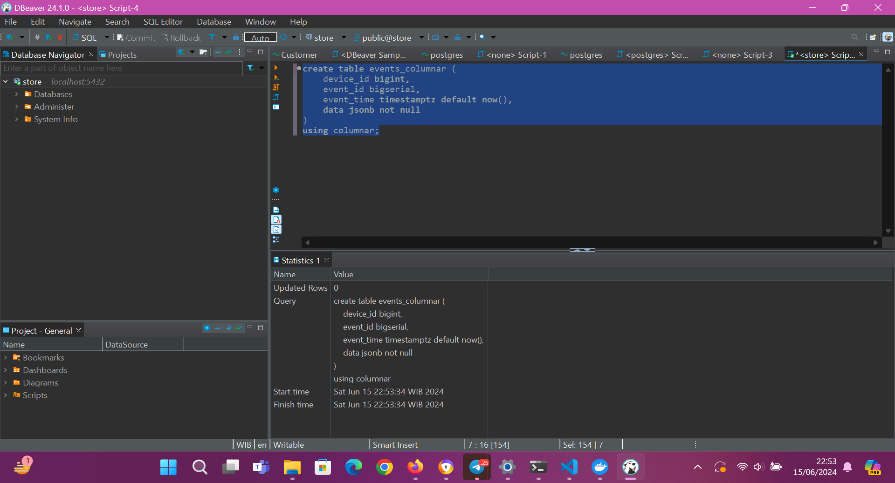 DBeaver 24.1.0 - <store> Script-4
File Edit Navigate Search SQL Editor Database Window Help
SQL Commit Rollback Auto store public@store
Database Navigator Projects
Enter a part of object name here
store localhost:5432
Databases
Administer
System Info
Customer <DBeaver Sampl... postgres <none> Script-1 postgres <postgres> Scr... <none> Script-3 *<store> Scrip...
create table events_columnar (
device_id bigint,
event_id bigserial,
event_time timestamptz default now(),
data jsonb not null
)
using columnar;
Project - General
Name DataSource
Bookmarks
Dashboards
Diagrams
Scripts
Statistics 1
Name Value
Updated Rows 0
Query create table events_columnar (
device_id bigint,
event_id bigserial,
event_time timestamptz default now(),
data jsonb not null
)
using columnar
Start time Sat Jun 15 22:53:34 WIB 2024
Finish time Sat Jun 15 22:53:34 WIB 2024
WIB en Writable Smart Insert 7 : 16 [154] Sel: 154 | 7
22:53
15/06/2024